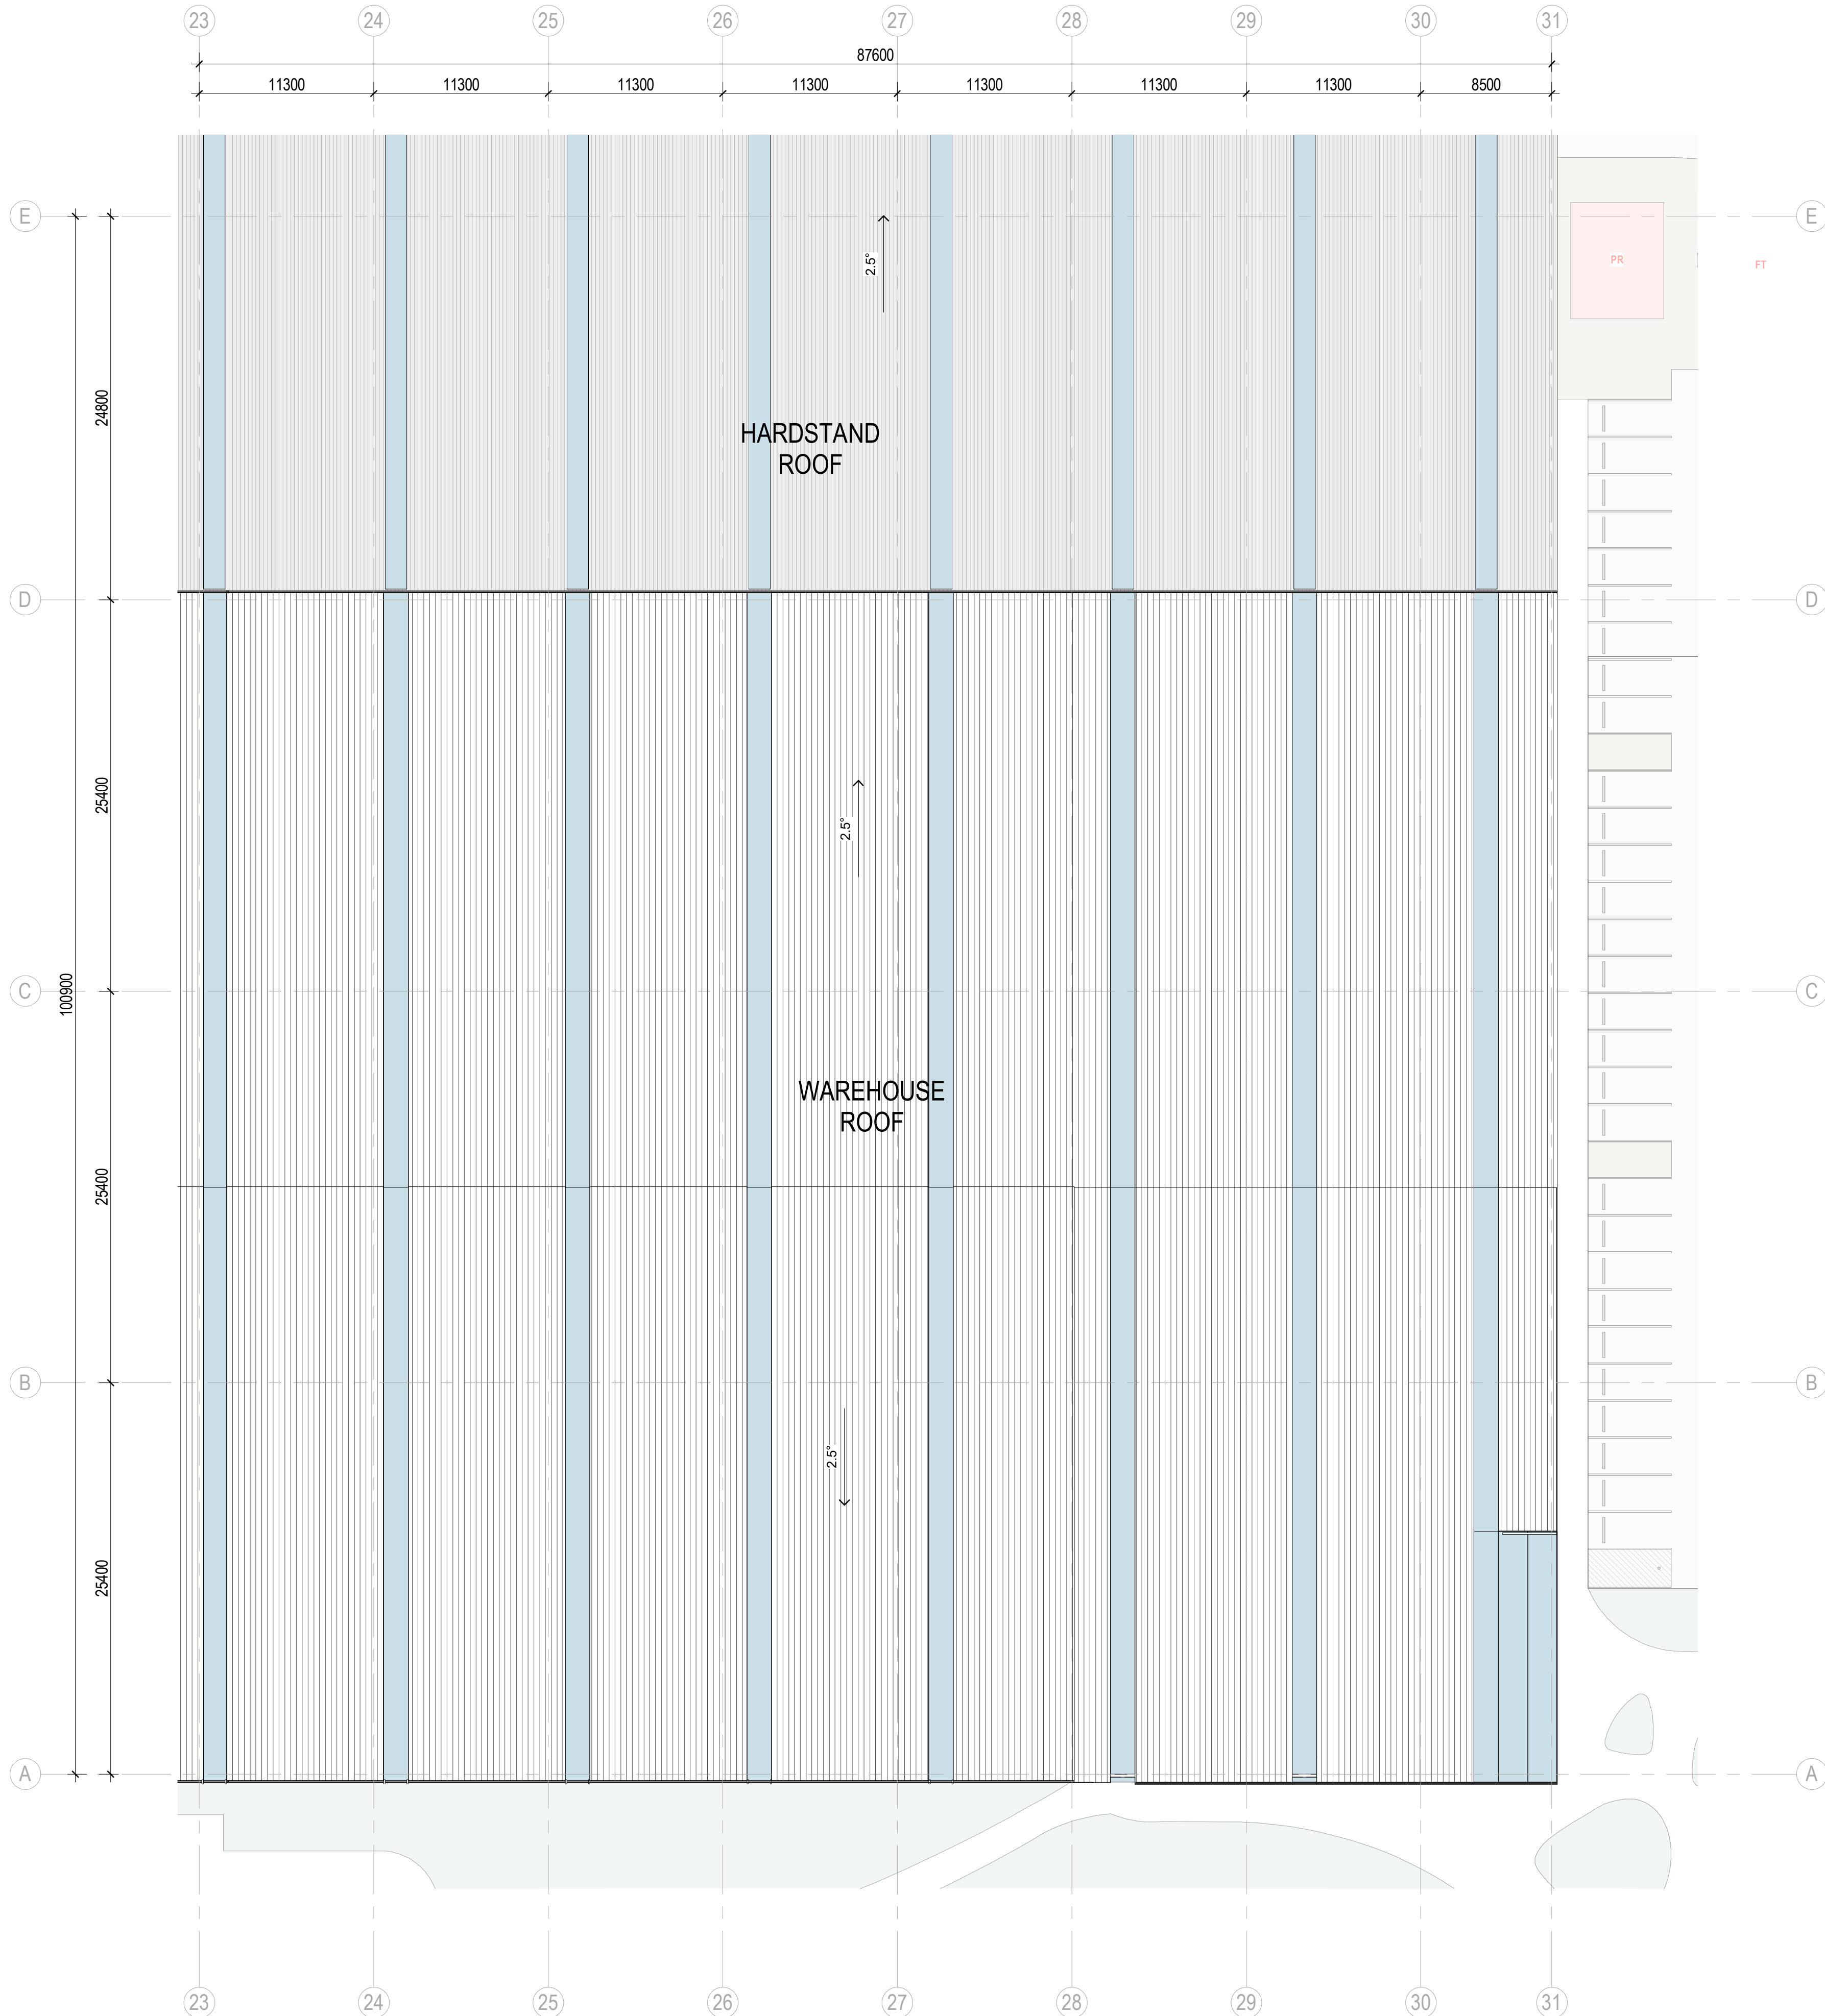 23 24 25 26 27 28 29 30 31
87600
11300 11300 11300 11300 11300 11300 11300 8500
E E
2.5°
PR
FT
24800
HARDSTAND
ROOF
D D
25400
2.5°
C C
100900
WAREHOUSE
ROOF
25400
B B
2.5°
25400
A A
23 24 25 26 27 28 29 30 31